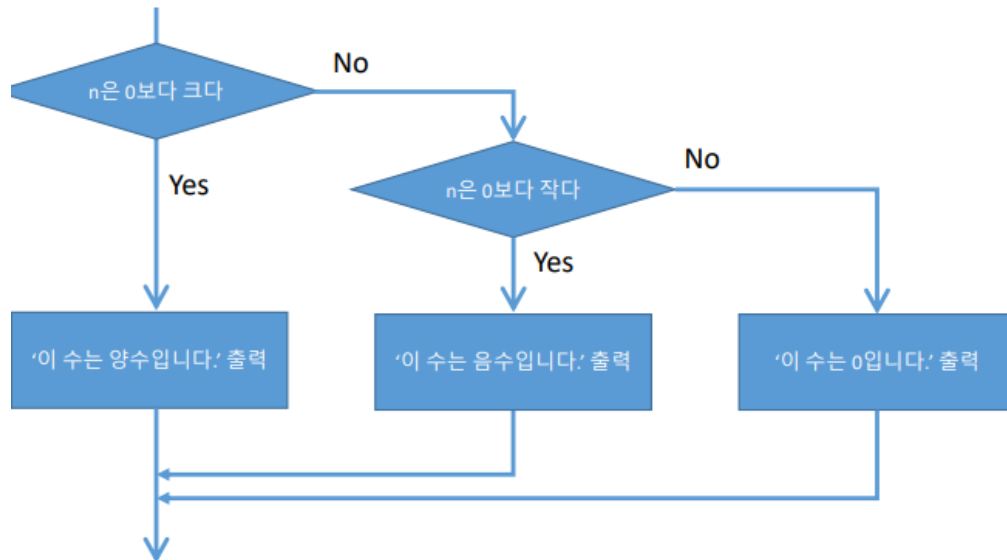 No
n은 0보다 크다
No
Yes
n은 0보다 작다
Yes
‘이 수는 양수입니다.’ 출력
‘이 수는 음수입니다.’ 출력
‘이 수는 0입니다.’ 출력